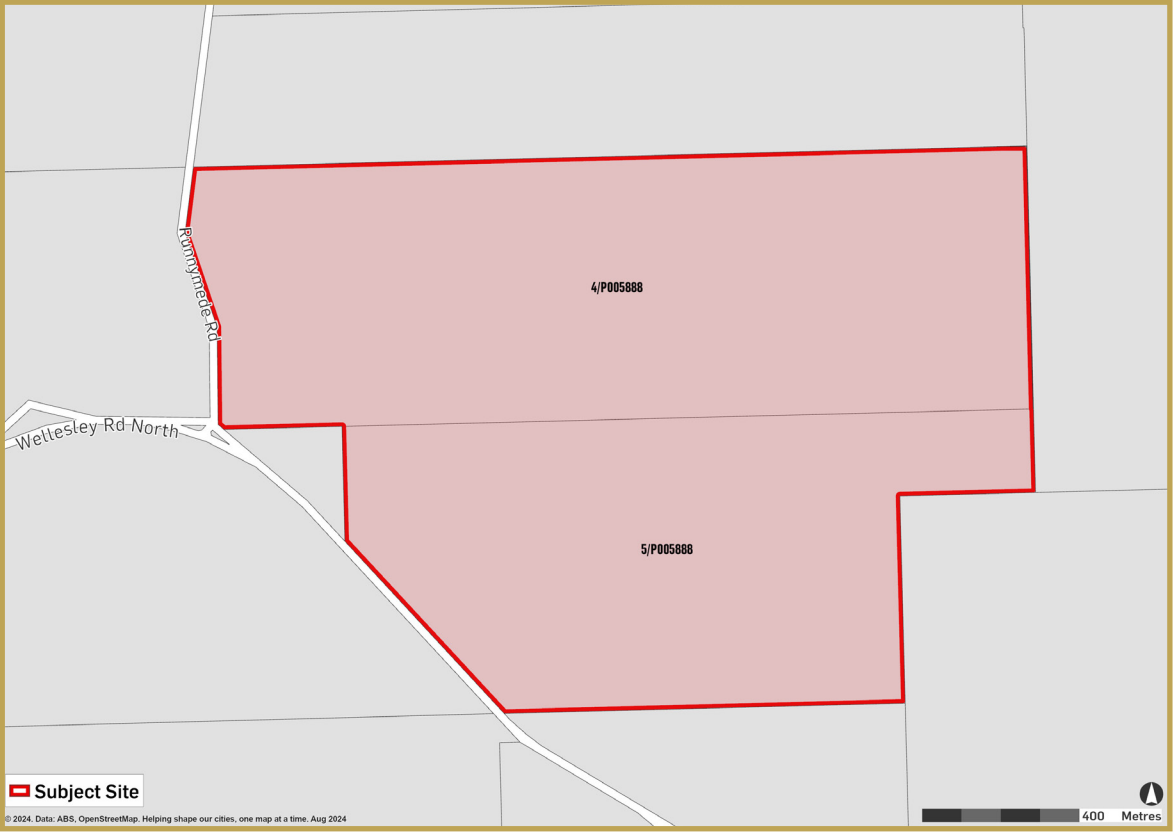 4/P005888
Runnymede Rd
Wellesley Rd North
5/P005888
Subject Site
© 2024. Data: ABS, OpenStreetMap. Helping shape our cities, one map at a time. Aug 2024
400 Metres